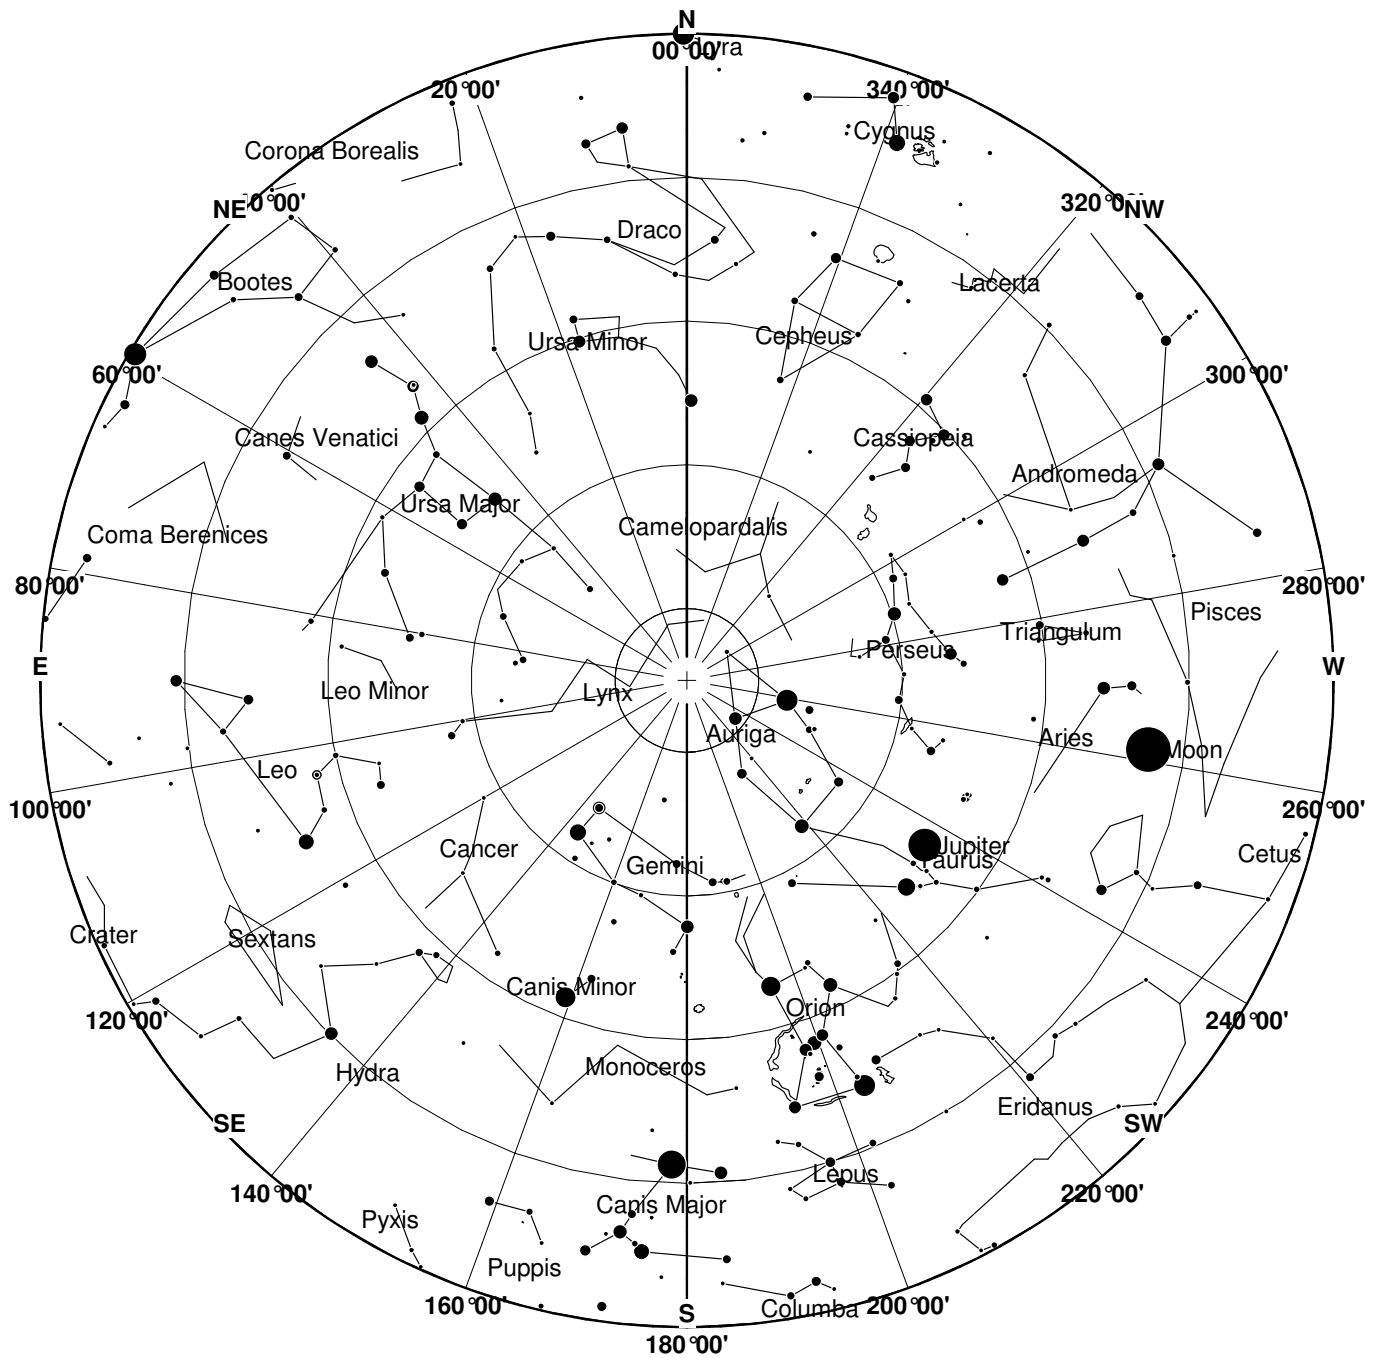 N
00°00'
Lyra
20°00'
340°00'
Cygnus
Corona Borealis
NE
0°00'
320°0
NW
Draco
Bootes
Lacerta
Ursa Minor
Cepheus
60°00'
300°00'
Canes Venatici
Cassiopeia
Andromeda
Ursa Major
Coma Berenices
Camelopardalis
80°00'
280°00'
Pisces
Triangulum
Perseus
E
W
Leo Minor
Lynx
Auriga
Aries
Moon
Leo
100°00'
260°00'
Cancer
Gemini
Jupiter
Taurus
Cetus
Crater
Sextans
Canis Minor
Orion
120°00'
240°00'
Hydra
Monoceros
Eridanus
SE
SW
Lepus
140°00'
220°00'
Canis Major
Pyxis
Puppis
160°00'
S
Columba
200°00'
180°00'